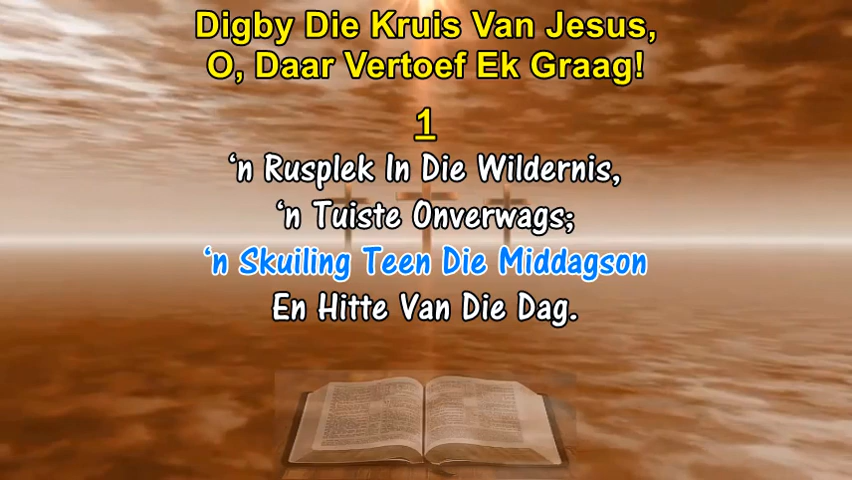 Digby Die Kruis Van Jesus,
O, Daar Vertoef Ek Graag!
1
‘n Rusplek In Die Wildernis,
‘n Tuiste Onverwags;
‘n Skuiling Teen Die Middagson
En Hitte Van Die Dag.